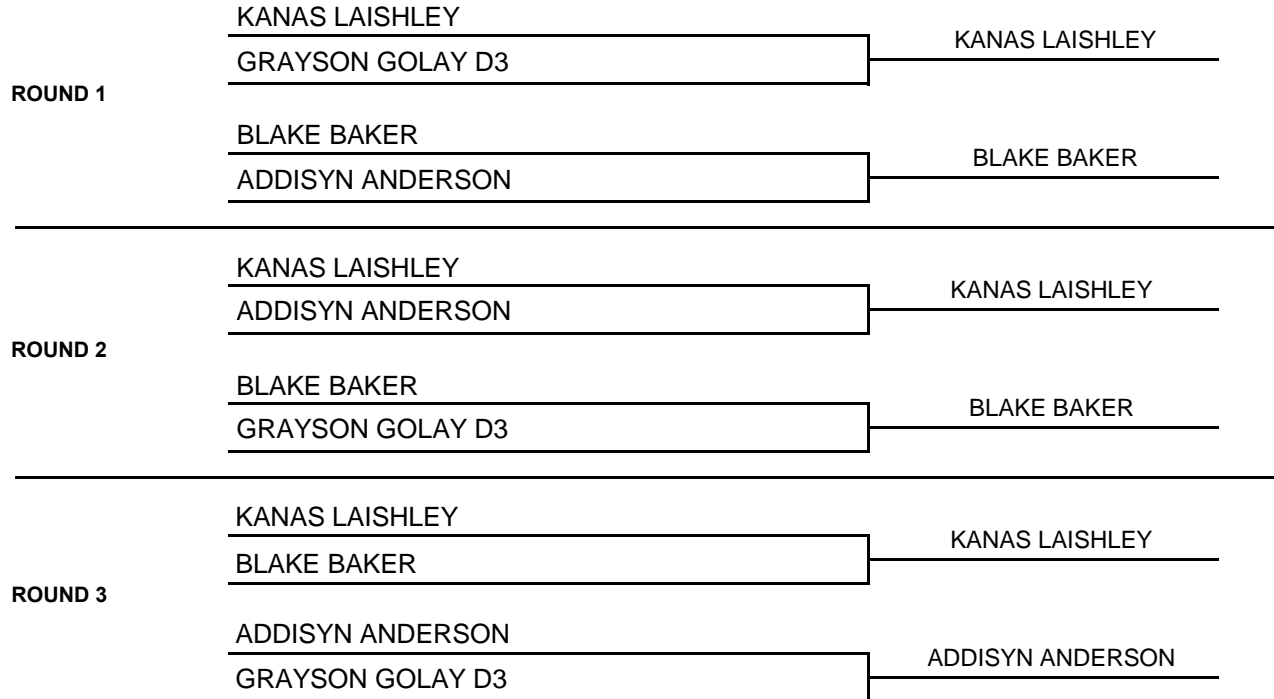 KANAS LAISHLEY
KANAS LAISHLEY
GRAYSON GOLAY D3
ROUND 1
BLAKE BAKER
BLAKE BAKER
ADDISYN ANDERSON
KANAS LAISHLEY
KANAS LAISHLEY
ADDISYN ANDERSON
ROUND 2
BLAKE BAKER
BLAKE BAKER
GRAYSON GOLAY D3
KANAS LAISHLEY
KANAS LAISHLEY
BLAKE BAKER
ROUND 3
ADDISYN ANDERSON
ADDISYN ANDERSON
GRAYSON GOLAY D3